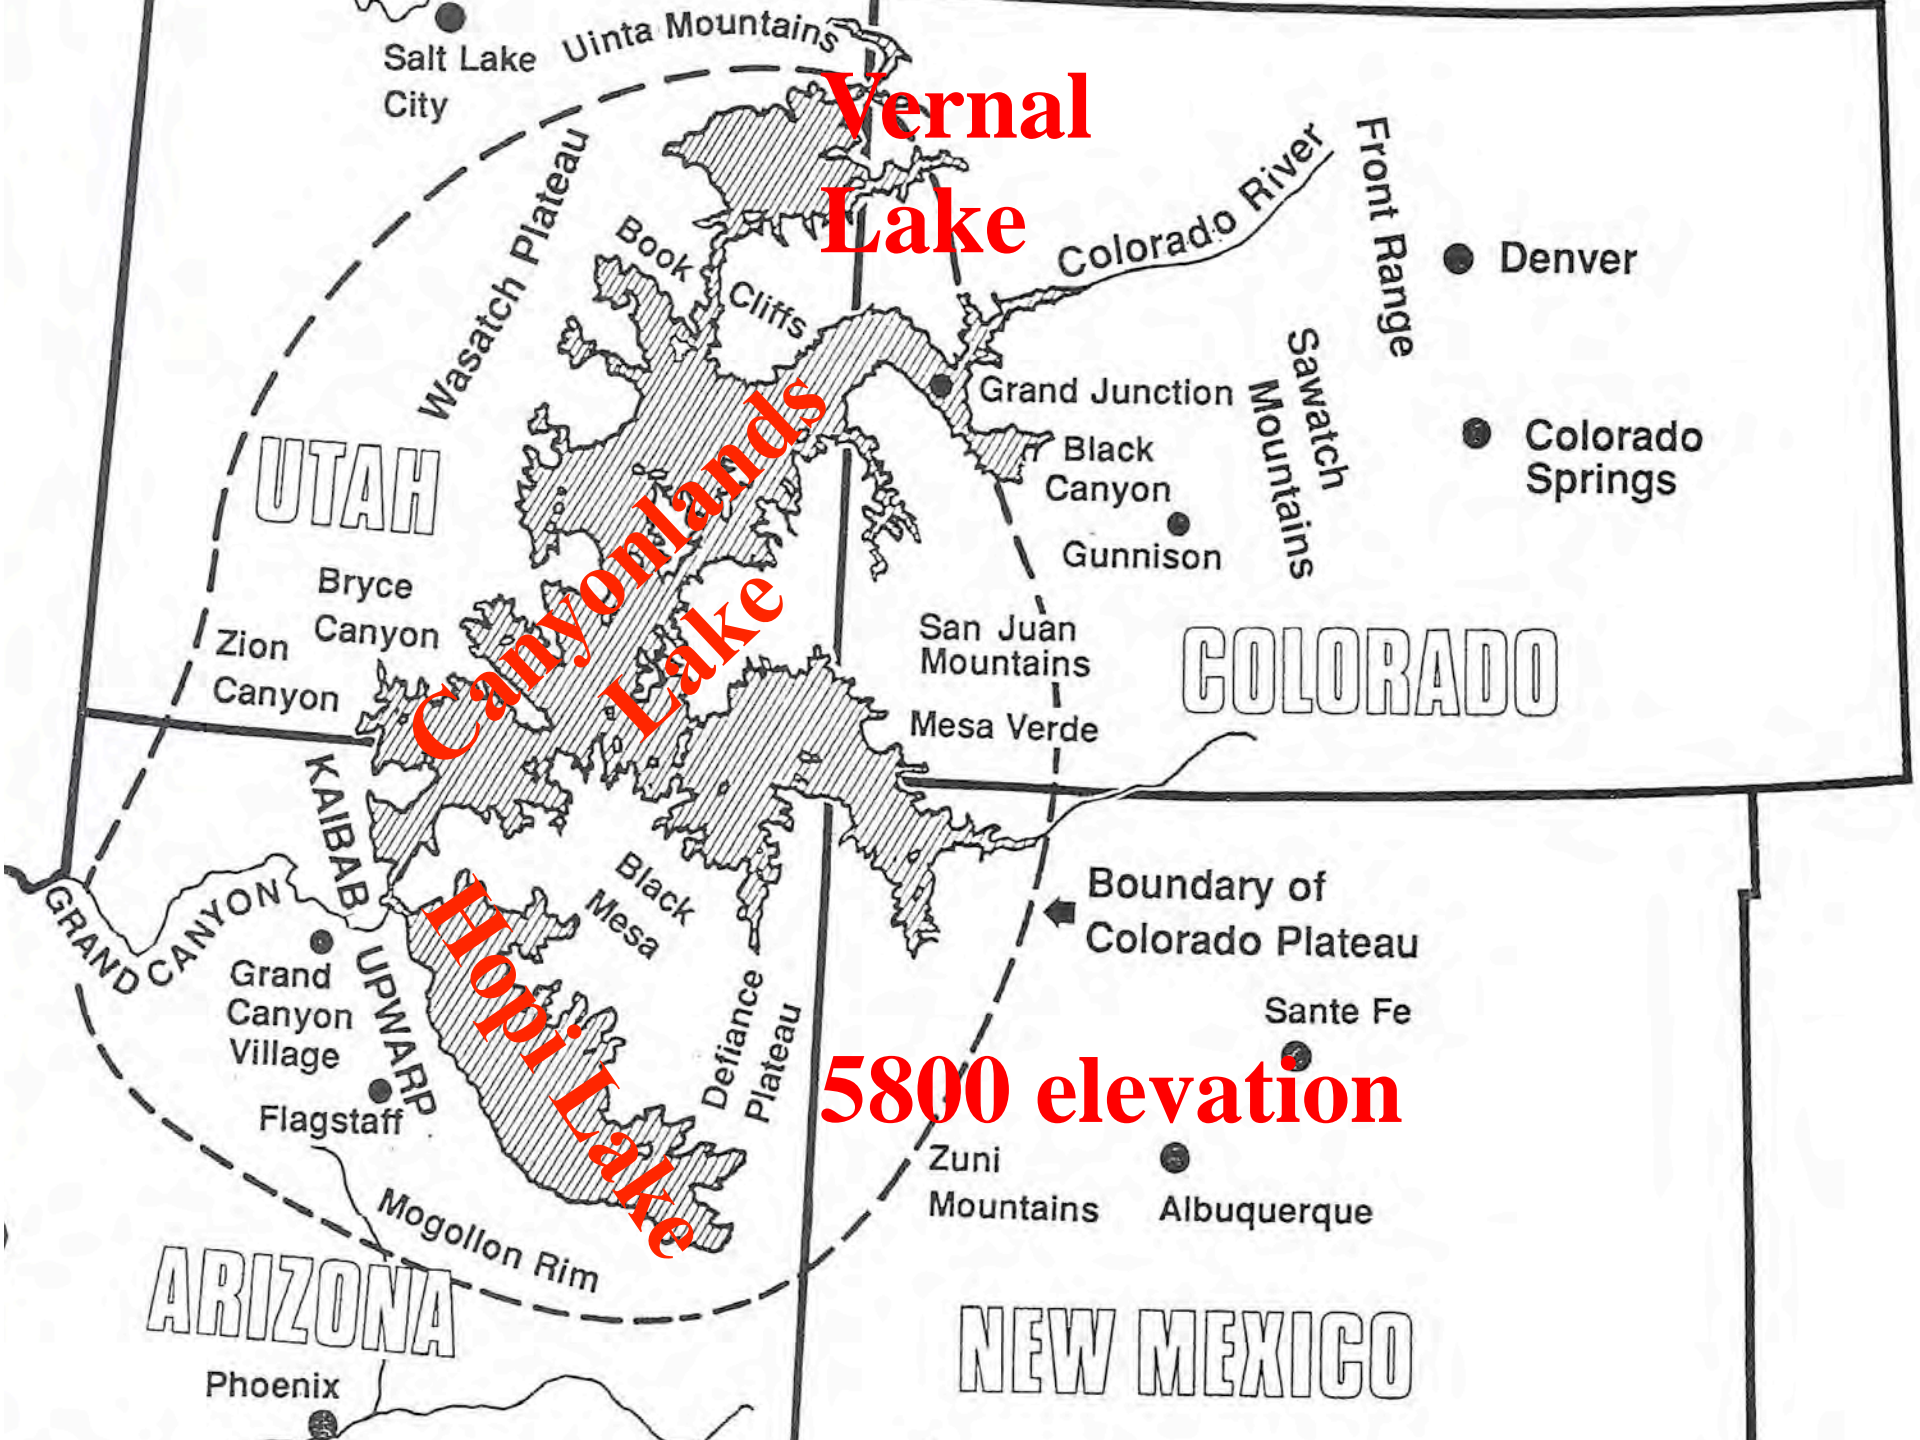 Salt Lake
City
Uinta Mountains
Vernal
Lake
Wasatch Plateau
Book
Cliffs
Colorado River
Front Range
Denver
Grand Junction
Sawatch
Mountains
Colorado
Springs
Black
Canyon
Gunnison
UTAH
Canyonlands
Lake
Bryce
Canyon
Zion
Canyon
San Juan
Mountains
COLORADO
Mesa Verde
KAIBAB
UPWARP
GRAND CANYON
Black
Mesa
Hopi Lake
Boundary of
Colorado Plateau
Grand
Canyon
Village
Defiance
Plateau
Sante Fe
5800 elevation
Flagstaff
Zuni
Mountains
Albuquerque
Mogollon Rim
ARIZONA
NEW MEXICO
Phoenix